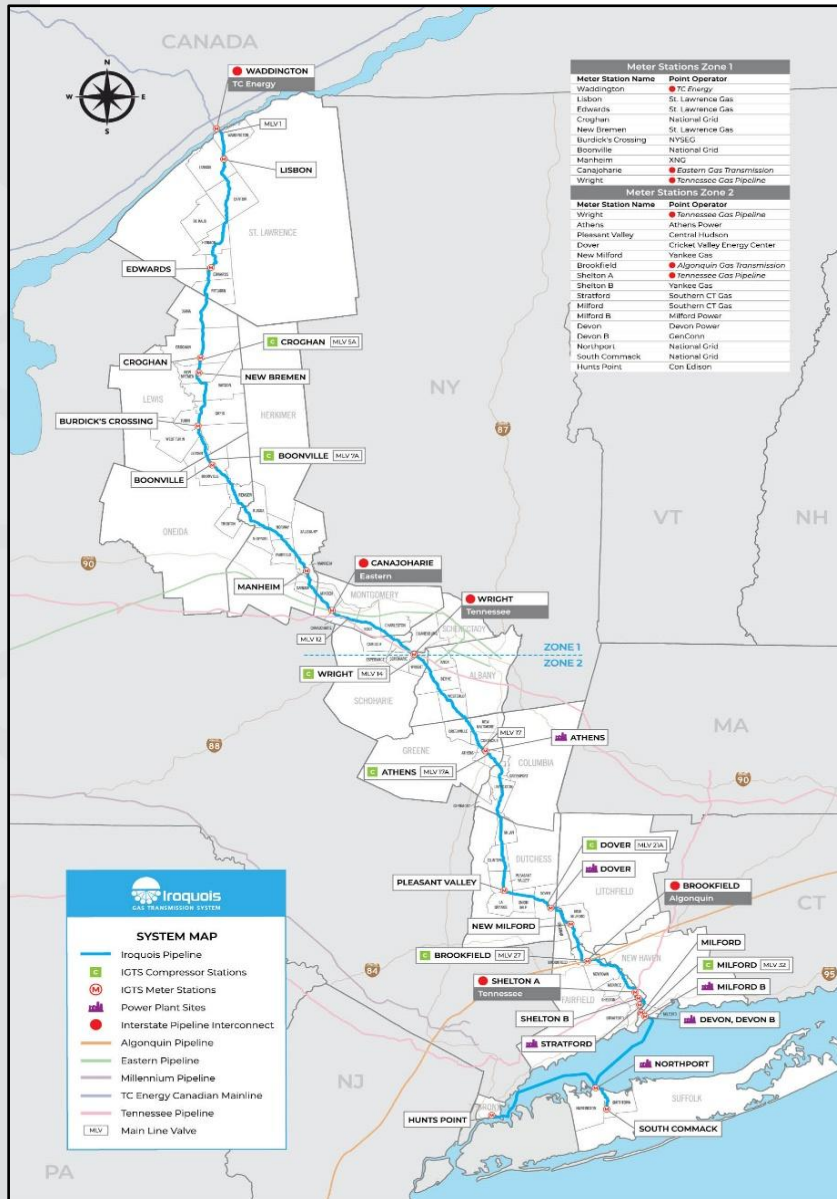 CANADA
N
W E
S
WADDINGTON
TC Energy
MLV 1
LISBON
ST. LAWRENCE
EDWARDS
C CROGHAN MLV 5A
CROGHAN
NEW BREMEN
LEWIS
HERKIMER
BURDICK'S CROSSING
C BOONVILLE MLV 7A
BOONVILLE
ONEIDA
NY
87
VT
NH
90
MANHEIM
CANAJOHARIE
Eastern
MONTGOMERY
WRIGHT
Tennessee
SCHENECTADY
MLV 12
ZONE 1
ZONE 2
C WRIGHT MLV 14
ALBANY
SCHOHARIE
MA
88
GREENE
MLV 17
ATHENS
C ATHENS MLV 17A
COLUMBIA
90
DUTCHESS
C DOVER MLV 21A
DOVER
PLEASANT VALLEY
LITCHFIELD
BROOKFIELD
Algonquin
CT
NEW MILFORD
C BROOKFIELD MLV 27
NEW HAVEN
MILFORD
C MILFORD MLV 32
MILFORD B
84
95
SHELTON A
Tennessee
FAIRFIELD
SHELTON B
DEVON, DEVON B
STRATFORD
NORTHPORT
NJ
BRONX
SUFFOLK
HUNTS POINT
SOUTH COMMACK
PA
Meter Stations Zone 1
Meter Station Name Point Operator
Waddington TC Energy
Lisbon St. Lawrence Gas
Edwards St. Lawrence Gas
Croghan National Grid
New Bremen St. Lawrence Gas
Burdick's Crossing NYSEG
Boonville National Grid
Manheim XNG
Canajoharie Eastern Gas Transmission
Wright Tennessee Gas Pipeline
Meter Stations Zone 2
Meter Station Name Point Operator
Wright Tennessee Gas Pipeline
Athens Athens Power
Pleasant Valley Central Hudson
Dover Cricket Valley Energy Center
New Milford Yankee Gas
Brookfield Algonquin Gas Transmission
Shelton A Tennessee Gas Pipeline
Shelton B Yankee Gas
Stratford Southern CT Gas
Milford Southern CT Gas
Milford B Milford Power
Devon Devon Power
Devon B GenConn
Northport National Grid
South Commack National Grid
Hunts Point Con Edison
Iroquois
GAS TRANSMISSION SYSTEM
SYSTEM MAP
Iroquois Pipeline
C IGTS Compressor Stations
M IGTS Meter Stations
Power Plant Sites
Interstate Pipeline Interconnect
Algonquin Pipeline
Eastern Pipeline
Millennium Pipeline
TC Energy Canadian Mainline
Tennessee Pipeline
MLV Main Line Valve